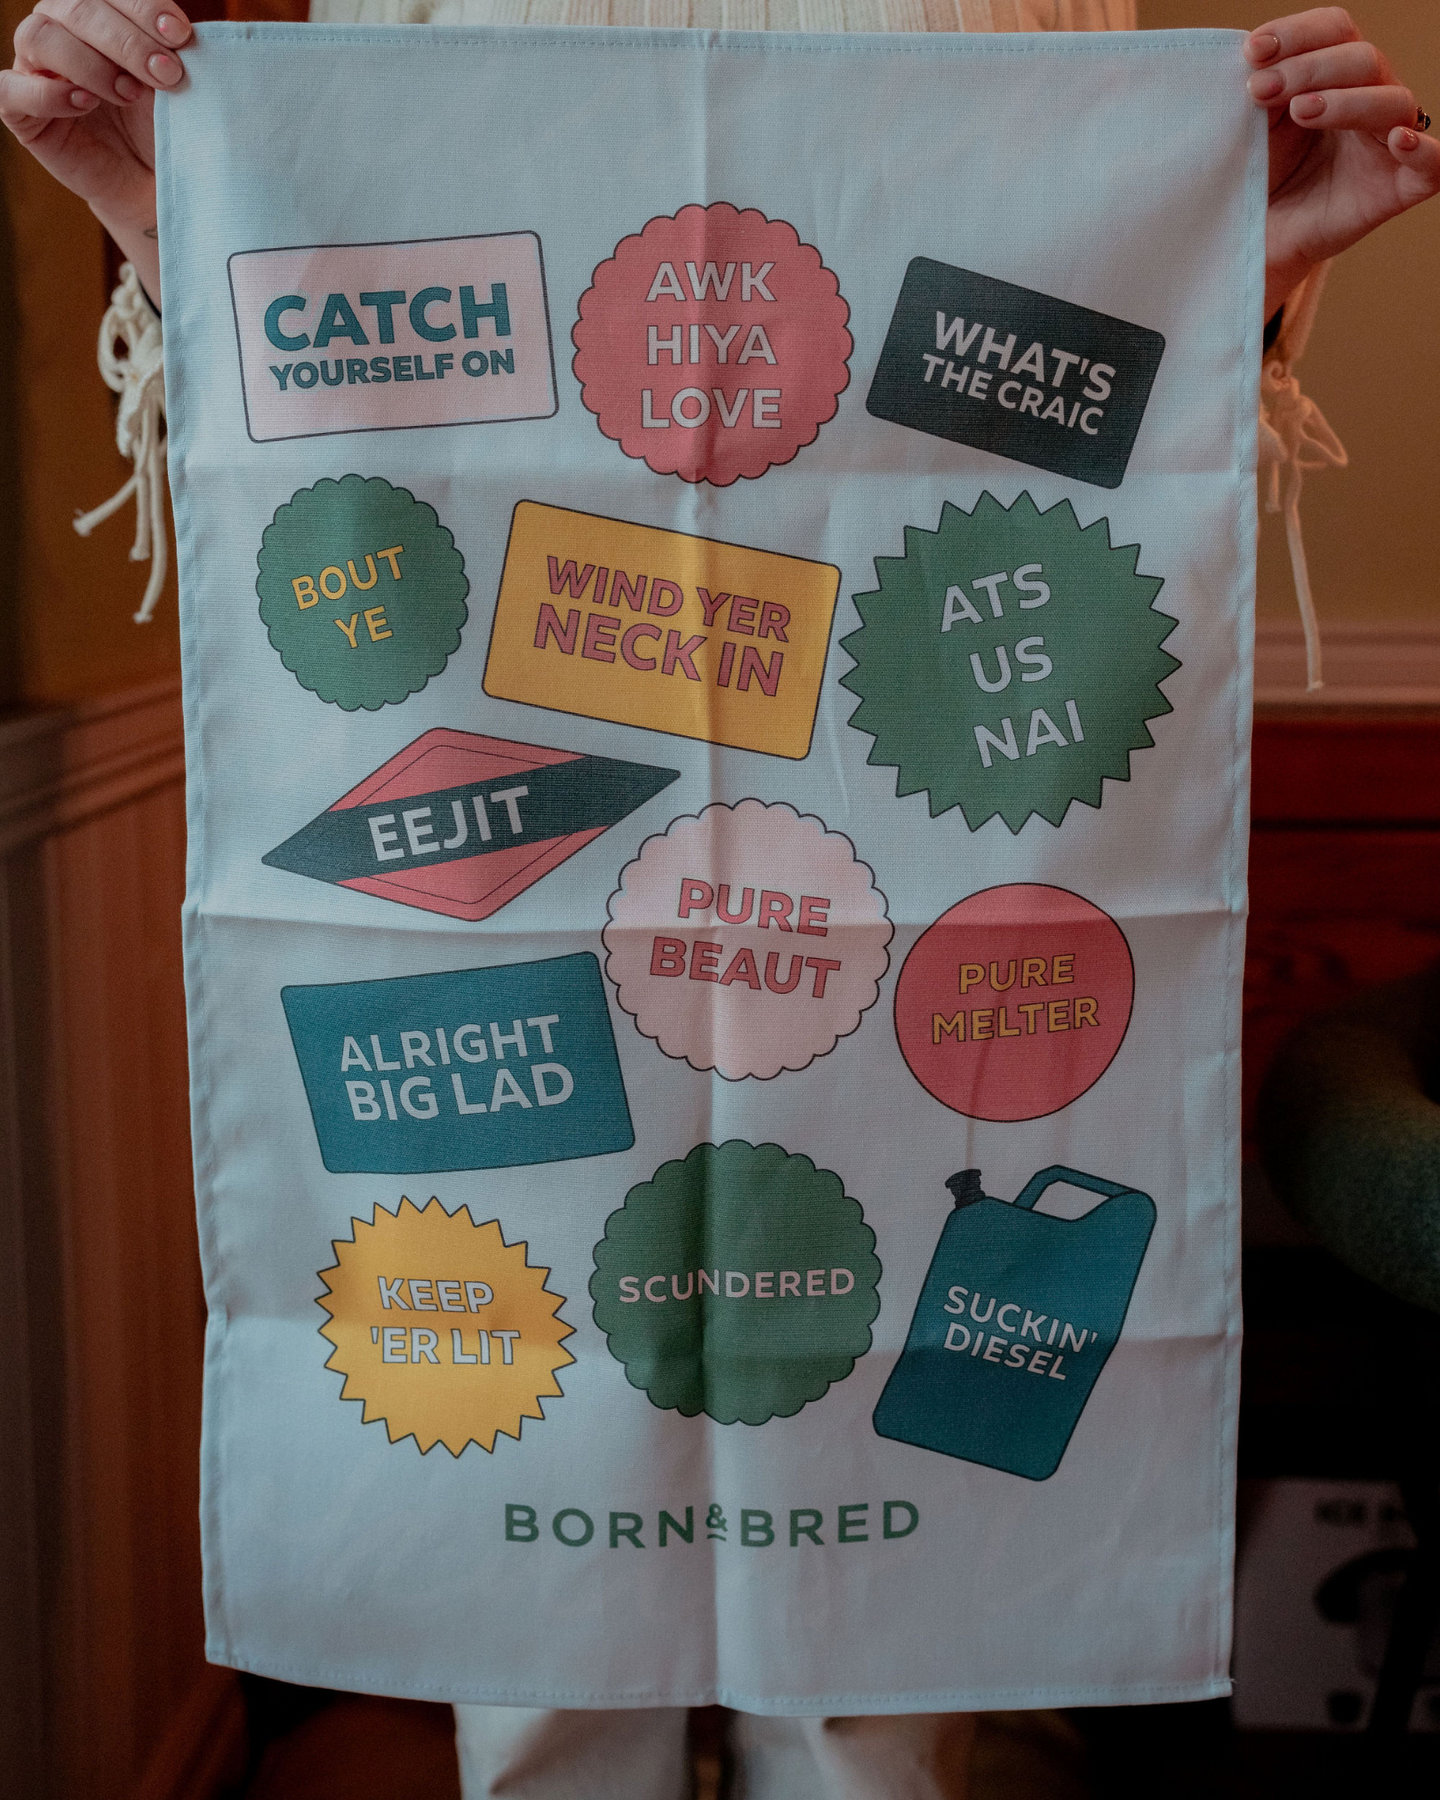 CATCH
YOURSELF ON
AWK
HIYA
LOVE
WHAT'S
THE CRAIC
BOUT
YE
WIND YER
NECK IN
ATS
US
NAI
EEJIT
PURE
BEAUT
PURE
MELTER
ALRIGHT
BIG LAD
KEEP
'ER LIT
SCUNDERED
SUCKIN'
DIESEL
BORN & BRED